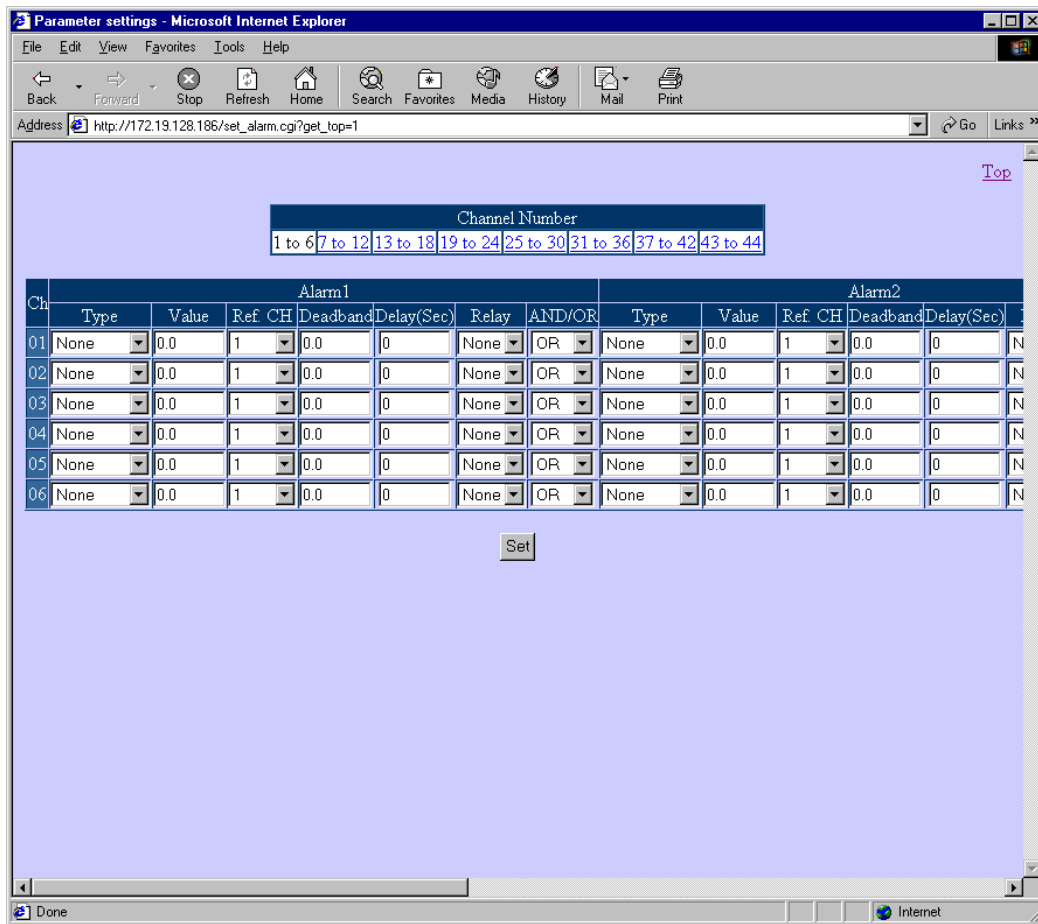 Parameter settings - Microsoft Internet Explorer
File Edit View Favorites Tools Help
Back Forward Stop Refresh Home Search Favorites Media History Mail Print
Address http://172.19.128.186/set_alarm.cgi?get_top=1 Go Links »
Top
Channel Number
1 to 6 7 to 12 13 to 18 19 to 24 25 to 30 31 to 36 37 to 42 43 to 44
Ch Alarm1 Alarm2
Type Value Ref. CH Deadband Delay(Sec) Relay AND/OR Type Value Ref. CH Deadband Delay(Sec)
01 None 0.0 1 0.0 0 None OR None 0.0 1 0.0 0 N
02 None 0.0 1 0.0 0 None OR None 0.0 1 0.0 0 N
03 None 0.0 1 0.0 0 None OR None 0.0 1 0.0 0 N
04 None 0.0 1 0.0 0 None OR None 0.0 1 0.0 0 N
05 None 0.0 1 0.0 0 None OR None 0.0 1 0.0 0 N
06 None 0.0 1 0.0 0 None OR None 0.0 1 0.0 0 N
Set
Done Internet